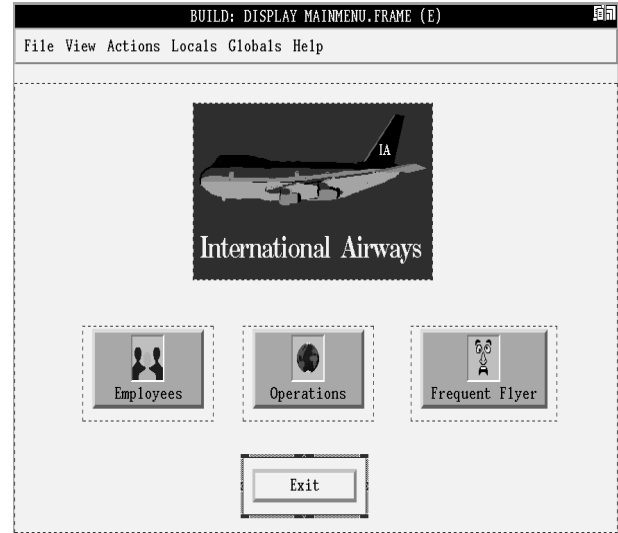 BUILD: DISPLAY MAINMENU.FRAME (E)
File View Actions Locals Globals Help
IA
International Airways
Employees
Operations
Frequent Flyer
Exit